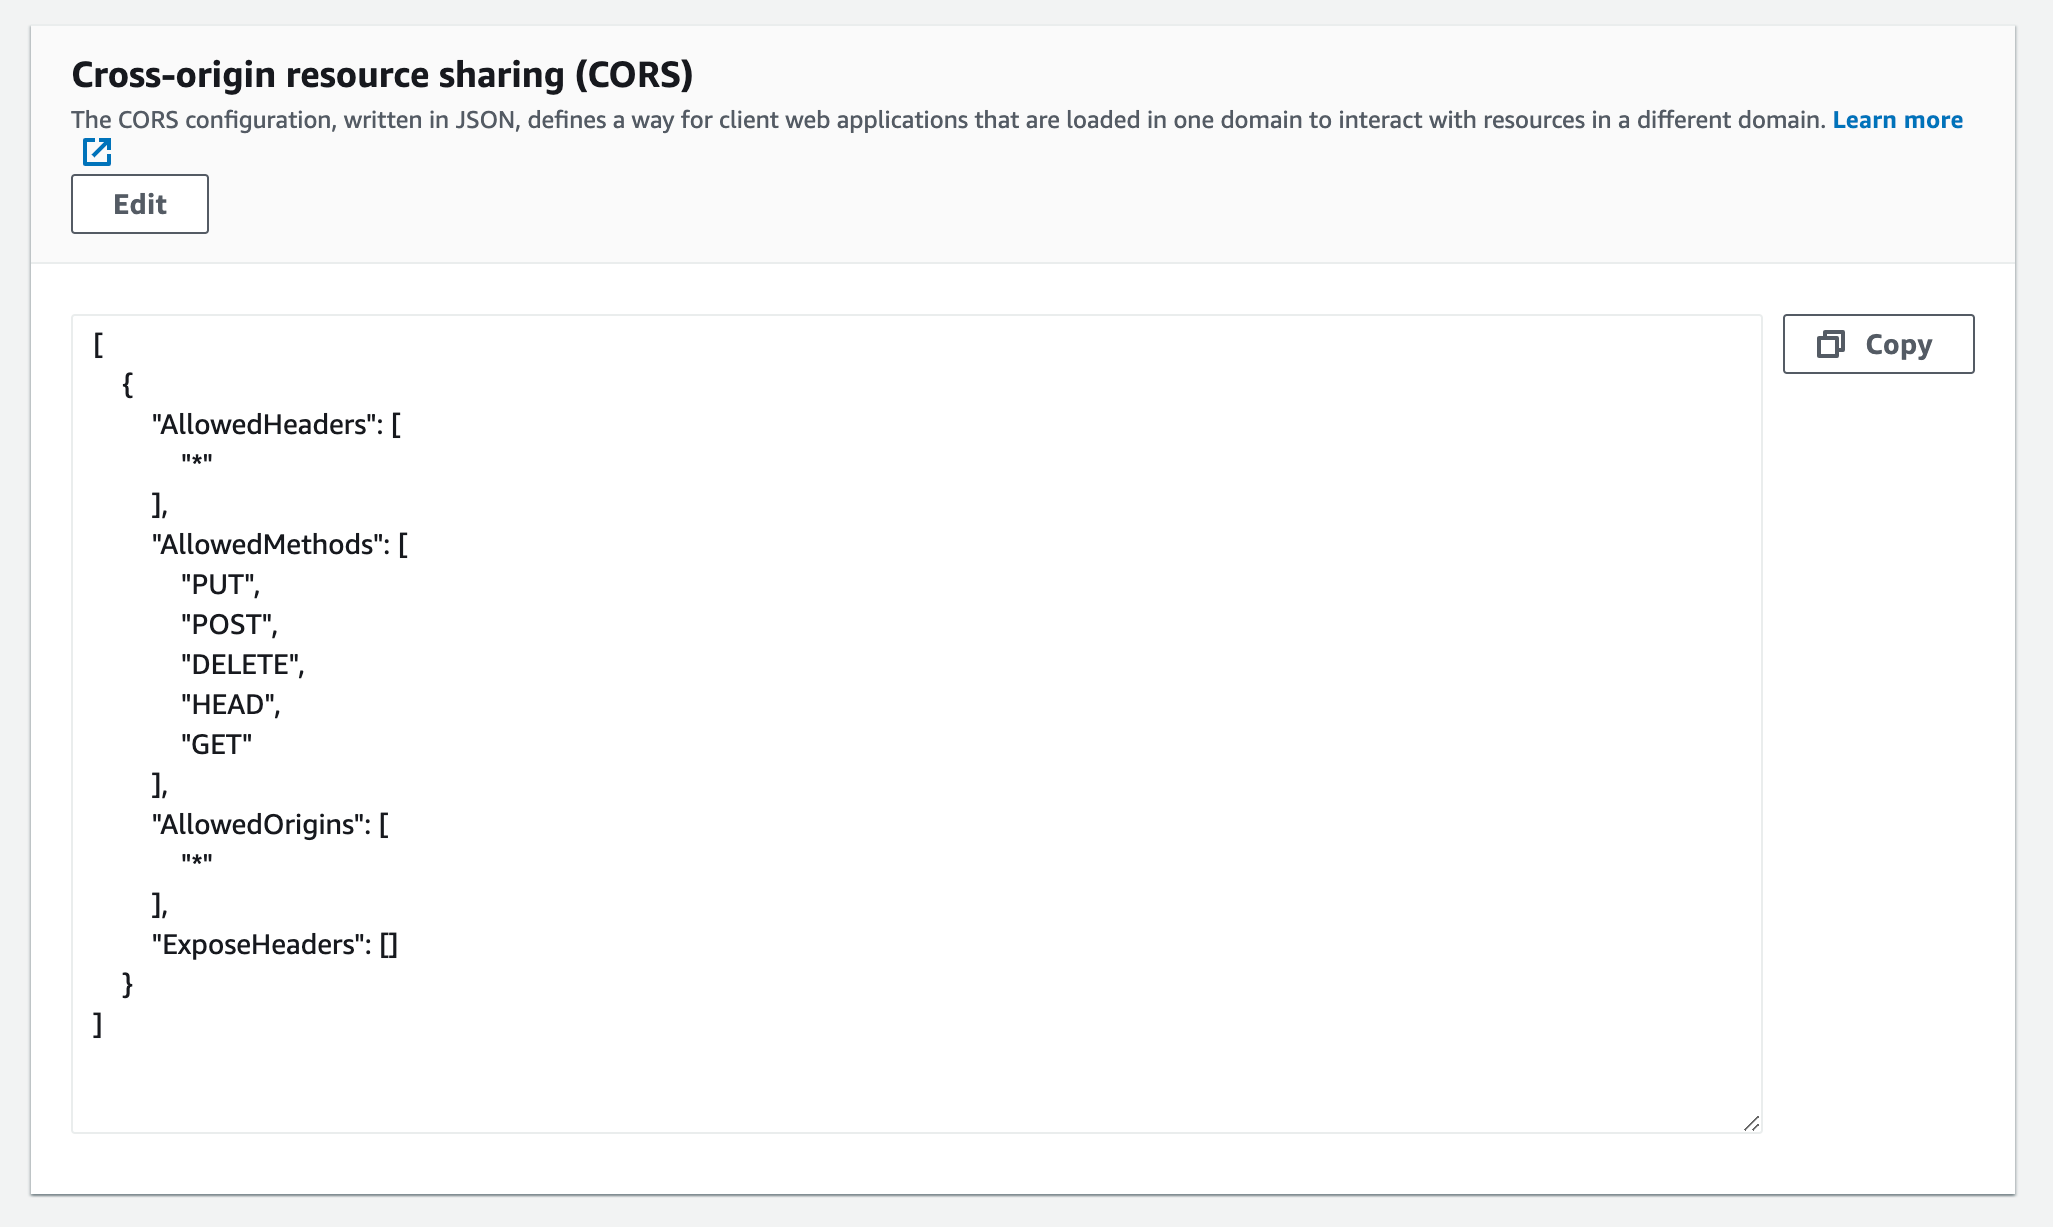 Cross-origin resource sharing (CORS)
The CORS configuration, written in JSON, defines a way for client web applications that are loaded in one domain to interact with resources in a different domain. Learn more
Edit
[
{
"AllowedHeaders": [
"*"
],
"AllowedMethods": [
"PUT",
"POST",
"DELETE",
"HEAD",
"GET"
],
"AllowedOrigins": [
"*"
],
"ExposeHeaders": []
}
]
Copy